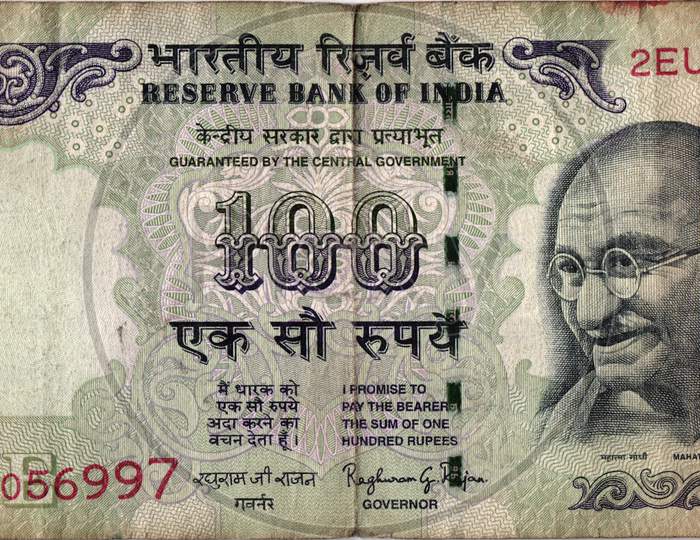 भारतीय रिज़र्व बैंक
2EU
RESERVE BANK OF INDIA
केन्द्रीय सरकार द्वारा प्रत्याभूत
GUARANTEED BY THE CENTRAL GOVERNMENT
100
एक सौ रुपये
मैं धारक को
एक सौ रुपये
अदा करने का
वचन देता हूँ ।
I PROMISE TO
PAY THE BEARER
THE SUM OF ONE
HUNDRED RUPEES
महात्मा गांधी MAHAT
056997
रघुराम जी राजन
Raghuram G. Rajan.
गवर्नर
GOVERNOR